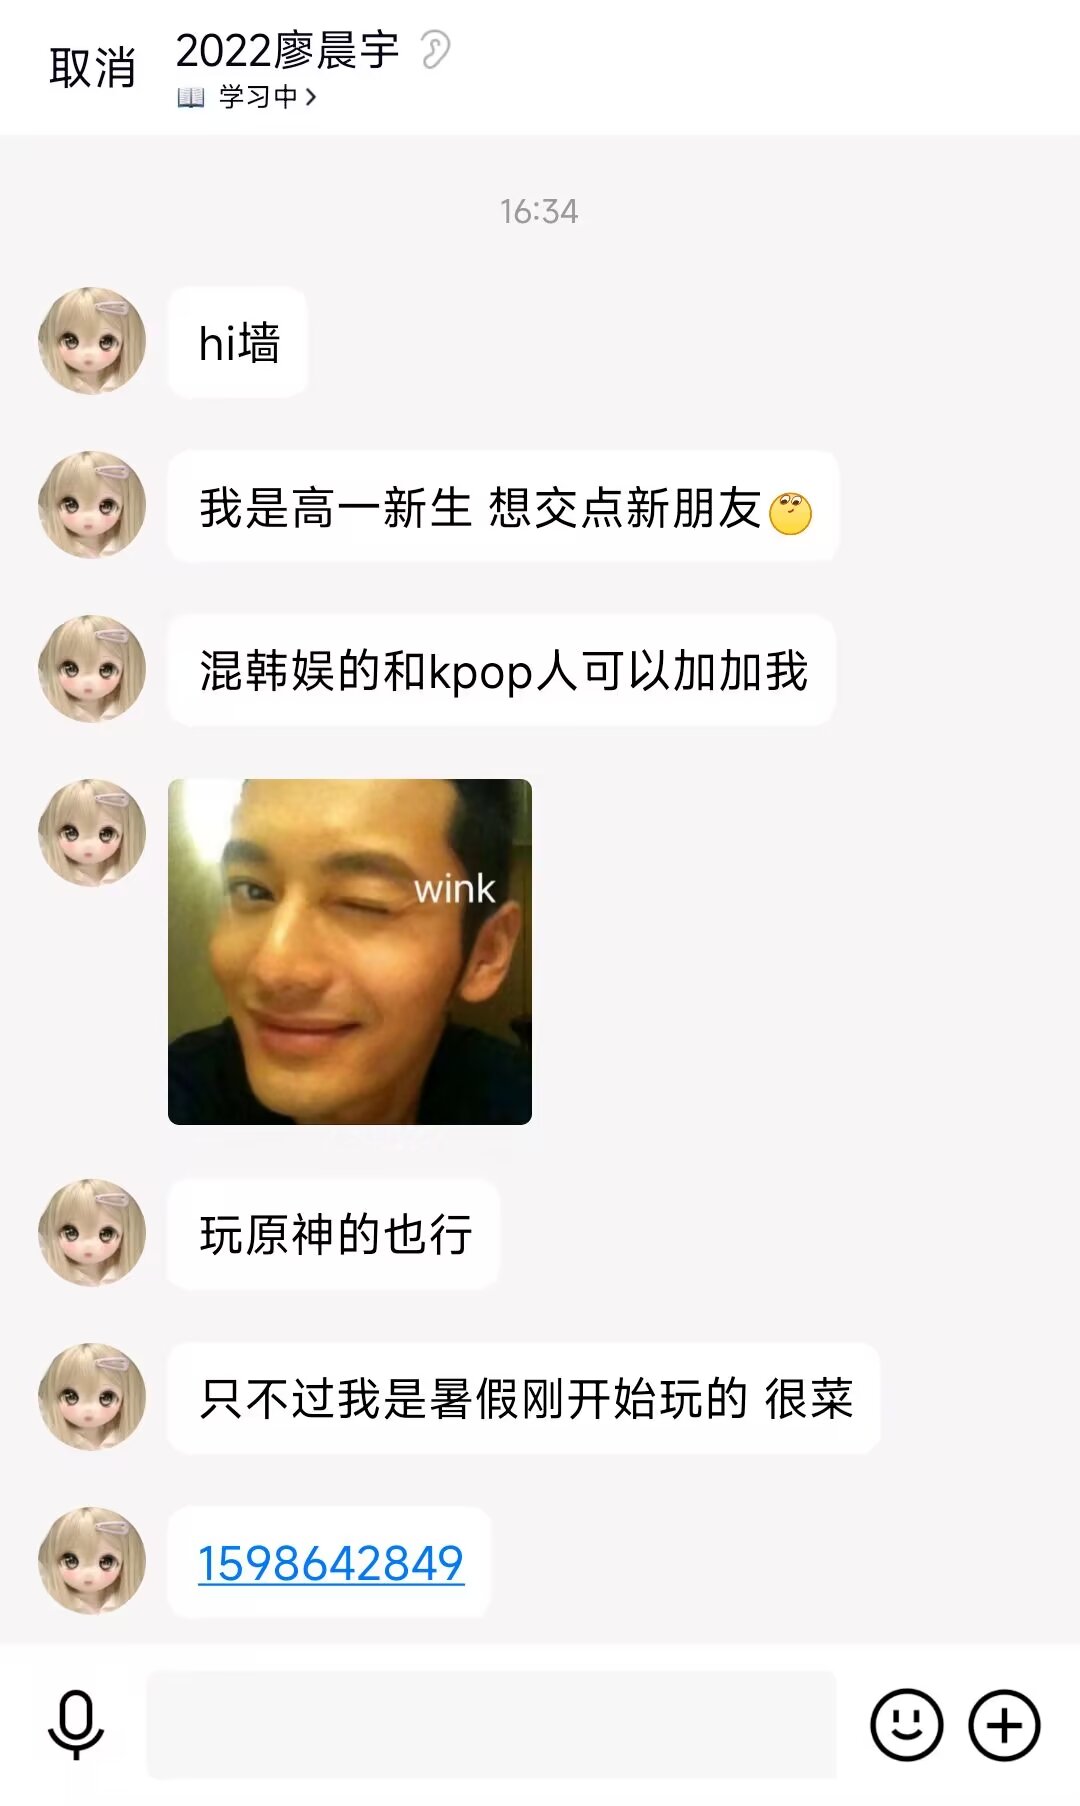 取消
2022廖晨宇
学习中
16:34
hi墙
我是高一新生 想交点新朋友
混韩娱的和kpop人可以加加我
wink
玩原神的也行
只不过我是暑假刚开始玩的 很菜
1598642849